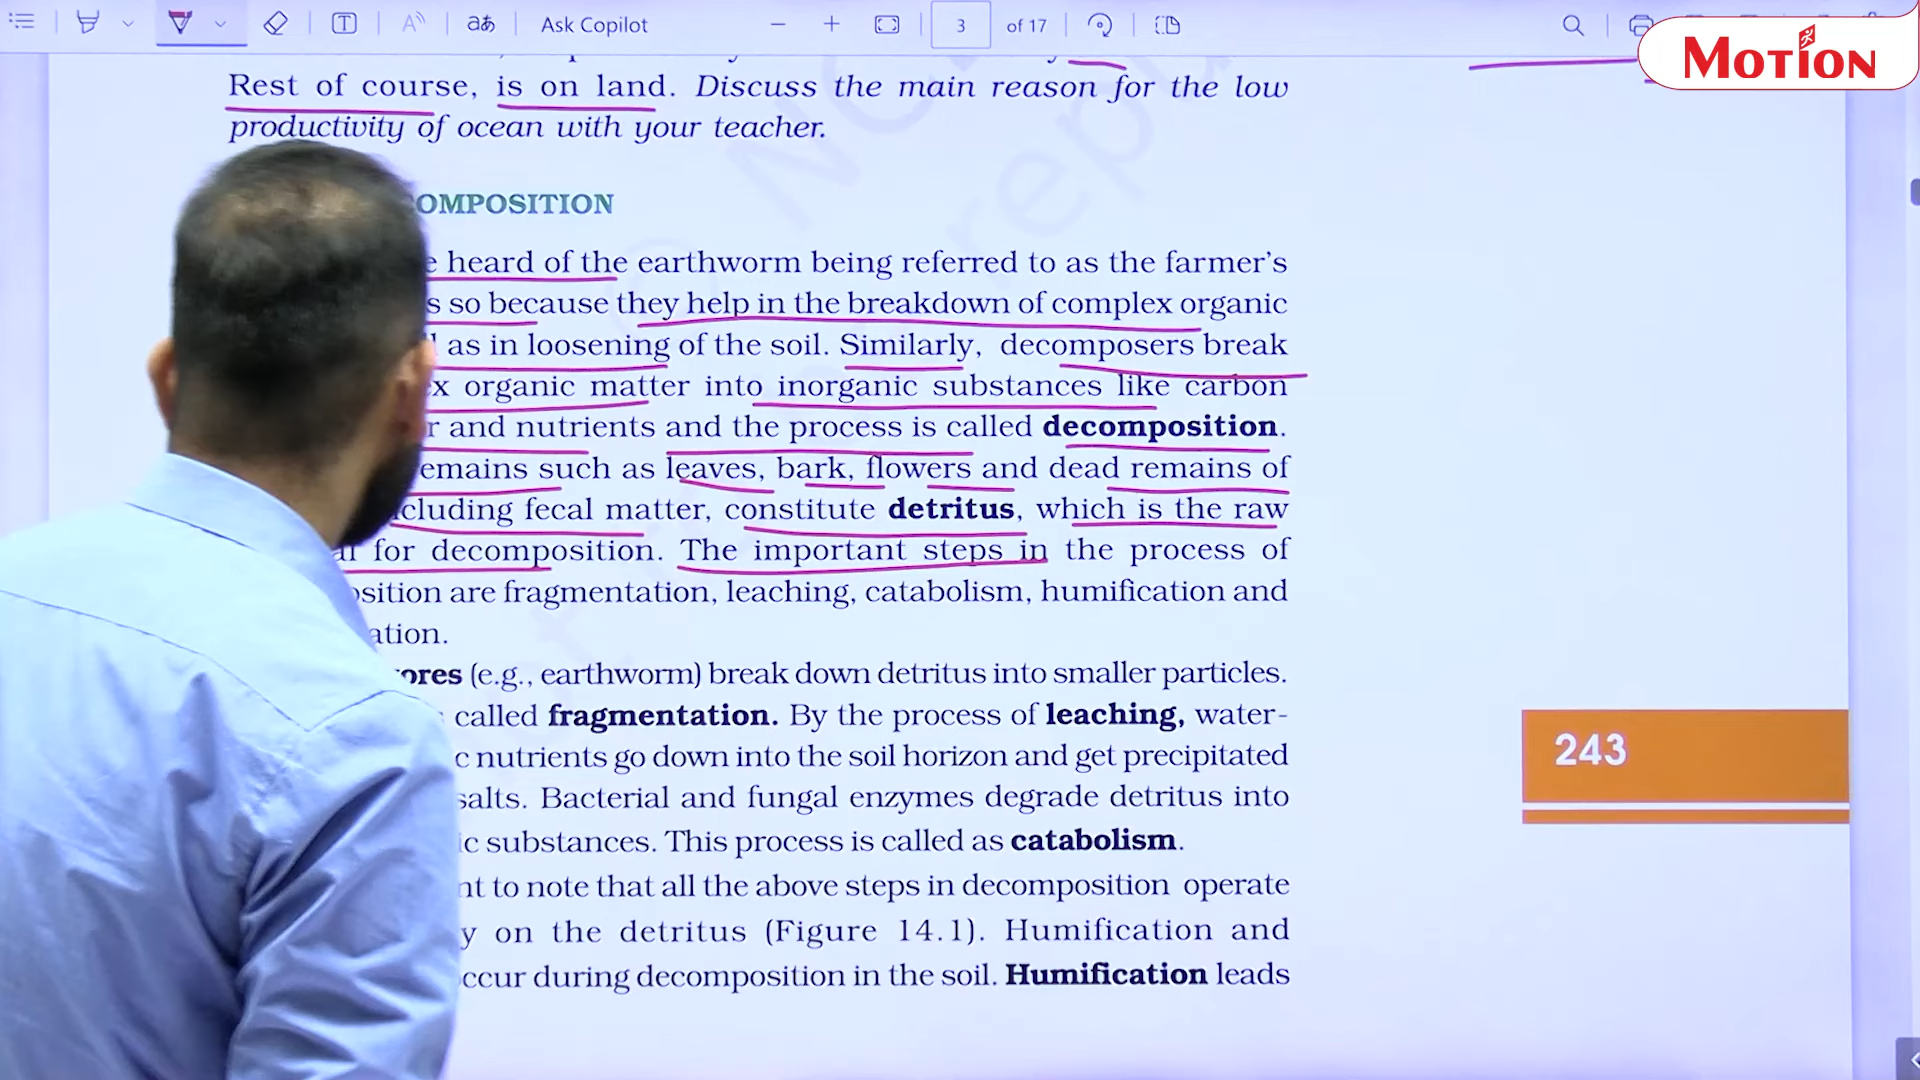 Ask Copilot
3 of 17
MOTION
Rest of course, is on land. Discuss the main reason for the low
productivity of ocean with your teacher.
OMPOSITION
heard of the earthworm being referred to as the farmer's
s so because they help in the breakdown of complex organic
as in loosening of the soil. Similarly, decomposers break
x organic matter into inorganic substances like carbon
r and nutrients and the process is called decomposition.
emains such as leaves, bark, flowers and dead remains of
cluding fecal matter, constitute detritus, which is the raw
for decomposition. The important steps in the process of
sition are fragmentation, leaching, catabolism, humification and
ation.
ores (e.g., earthworm) break down detritus into smaller particles.
called fragmentation. By the process of leaching, water-
c nutrients go down into the soil horizon and get precipitated
salts. Bacterial and fungal enzymes degrade detritus into
ic substances. This process is called as catabolism.
nt to note that all the above steps in decomposition operate
y on the detritus (Figure 14.1). Humification and
ccur during decomposition in the soil. Humification leads
243